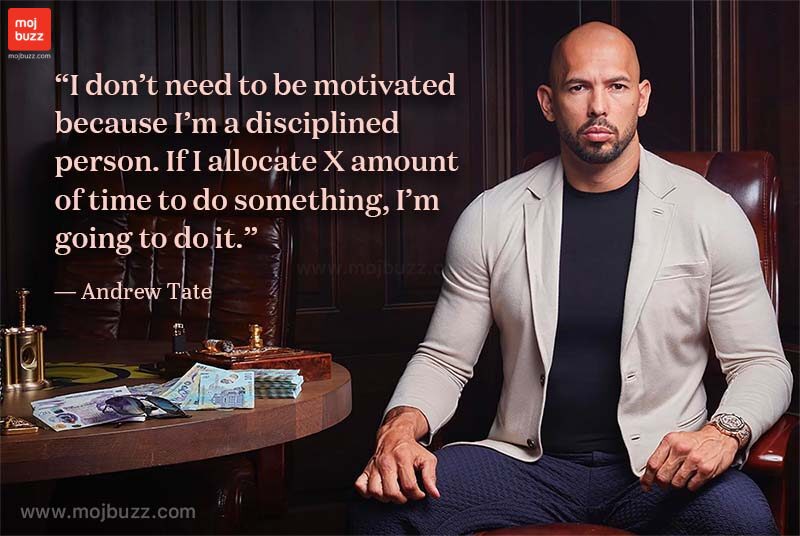 moj
buzz
mojbuzz.com
“I don’t need to be motivated
because I’m a disciplined
person. If I allocate X amount
of time to do something, I’m
going to do it.”
— Andrew Tate
www.mojbuzz.c
www.mojbuzz.com